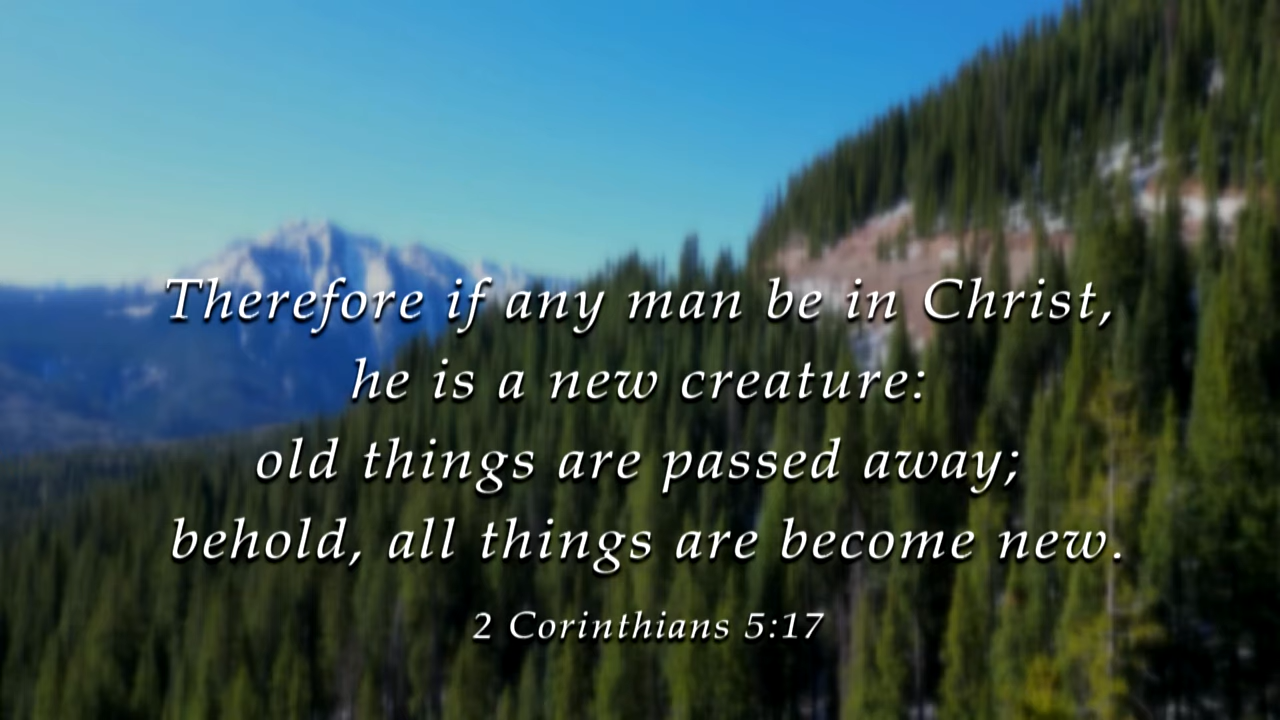 Therefore if any man be in Christ,
he is a new creature:
old things are passed away;
behold, all things are become new.
2 Corinthians 5:17